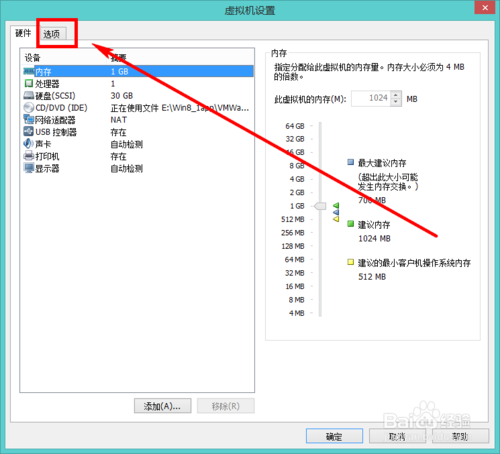 虚拟机设置
硬件 选项
设备
内存 1 GB
处理器 1
硬盘(SCSI) 30 GB
CD/DVD (IDE) 正在使用文件 E:\Win8_1app\VMWa...
网络适配器 NAT
USB 控制器 存在
声卡 自动检测
打印机 存在
显示器 自动检测
添加(A)... 移除(R)
内存
指定分配给此虚拟机的内存量。内存大小必须为 4 MB
的倍数。
此虚拟机的内存(M): 1024 MB
64 GB
32 GB
16 GB
8 GB
4 GB
2 GB
1 GB
512 MB
256 MB
128 MB
64 MB
32 MB
16 MB
8 MB
4 MB
最大建议内存
(超出此大小可能
发生内存交换。)
建议内存
1024 MB
建议的最小客户机操作系统内存
512 MB
确定 取消 帮助
Baidu经验